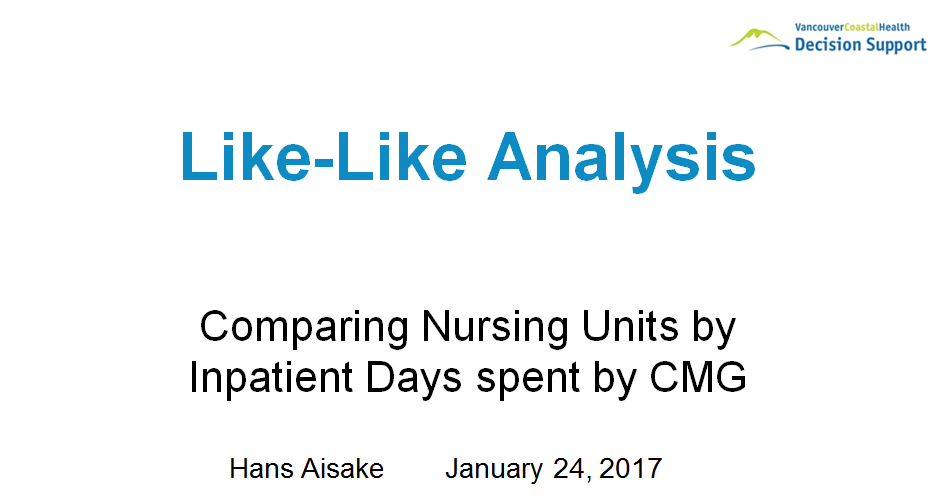 VancouverCoastalHealth
Decision Support
Like-Like Analysis
Comparing Nursing Units by
Inpatient Days spent by CMG
Hans Aisake January 24, 2017